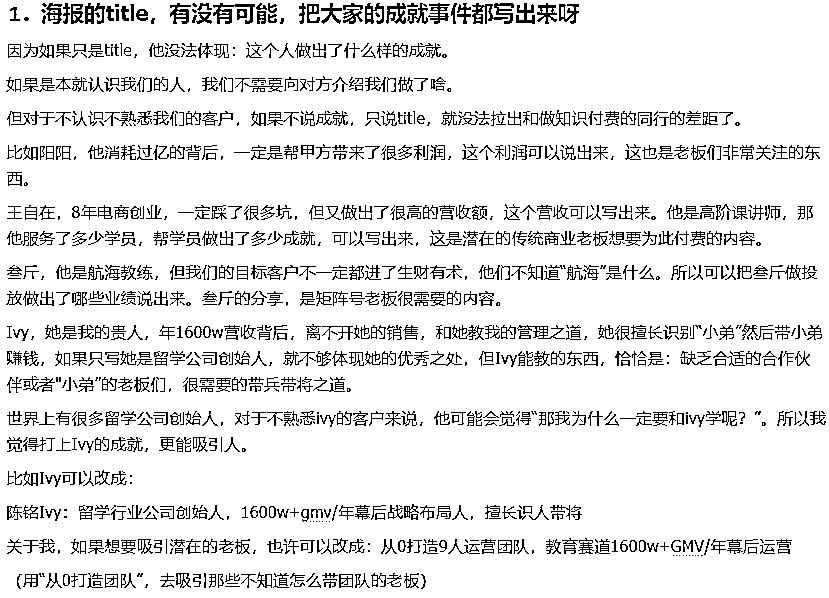 1. 海报的title，有没有可能，把大家的成就事件都写出来呀
因为如果只是title，他没法体现：这个人做出了什么样的成就。
如果是本就认识我们的人，我们不需要向对方介绍我们做了啥。
但对于不认识不熟悉我们的客户，如果不说成就，只说title，就没法拉出和做知识付费的同行的差距了。
比如阳阳，他消耗过亿的背后，一定是帮甲方带来了很多利润，这个利润可以说出来，这也是老板们非常关注的东
西。
王自在，8年电商创业，一定踩了很多坑，但又做出了很高的营收额，这个营收可以写出来。他是高阶课讲师，那
他服务了多少学员，帮学员做出了多少成就，可以写出来，这是潜在的传统商业老板想要为此付费的内容。
叁斤，他是航海教练，但我们的目标客户不一定都进了生财有术，他们不知道“航海”是什么。所以可以把叁斤做投
放做出了哪些业绩说出来。叁斤的分享，是矩阵号老板很需要的内容。
Ivy，她是我的贵人，年1600w营收背后，离不开她的销售，和她教我的管理之道，她很擅长识别“小弟”然后带小弟
赚钱，如果只写她是留学公司创始人，就不够体现她的优秀之处，但Ivy能教的东西，恰恰是：缺乏合适的合作伙
伴或者"小弟”的老板们，很需要的带兵带将之道。
世界上有很多留学公司创始人，对于不熟悉ivy的客户来说，他可能会觉得“那我为什么一定要和ivy学呢？”。所以我
觉得打上Ivy的成就，更能吸引人。
比如Ivy可以改成：
陈铭Ivy：留学行业公司创始人，1600w+gmv/年幕后战略布局人，擅长识人带将
关于我，如果想要吸引潜在的老板，也许可以改成：从0打造9人运营团队，教育赛道1600w+GMV/年幕后运营
（用“从0打造团队”，去吸引那些不知道怎么带团队的老板）